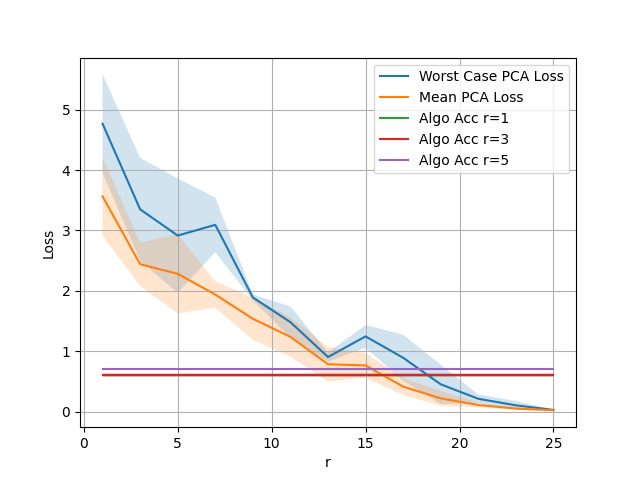 Worst Case PCA Loss
Mean PCA Loss
Algo Acc r=1
Algo Acc r=3
Algo Acc r=5
Loss
5
4
3
2
1
0
0 5 10 15 20 25
r